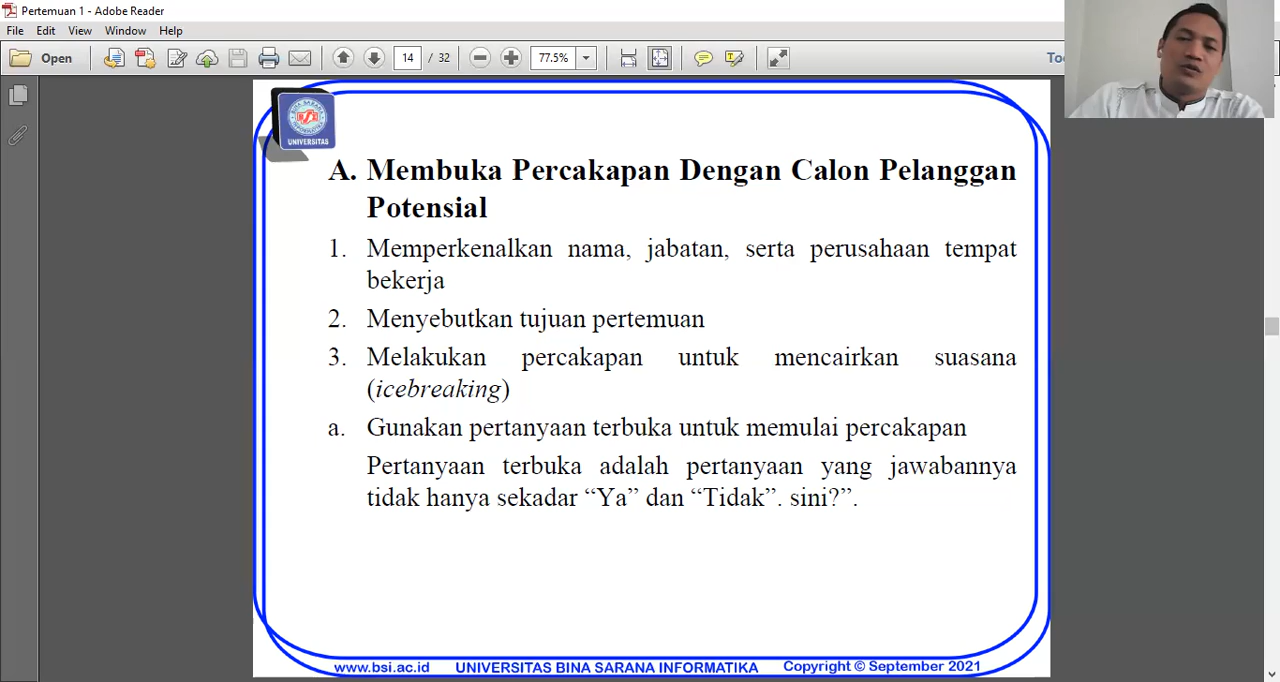 Pertemuan 1 - Adobe Reader
File Edit View Window Help
Open 14 / 32 77.5% To
UNIVERSITAS
A. Membuka Percakapan Dengan Calon Pelanggan
Potensial
1. Memperkenalkan nama, jabatan, serta perusahaan tempat
bekerja
2. Menyebutkan tujuan pertemuan
3. Melakukan percakapan untuk mencairkan suasana
(icebreaking)
a. Gunakan pertanyaan terbuka untuk memulai percakapan
Pertanyaan terbuka adalah pertanyaan yang jawabannya
tidak hanya sekadar “Ya” dan “Tidak”. sini?”.
www.bsi.ac.id UNIVERSITAS BINA SARANA INFORMATIKA Copyright © September 2021